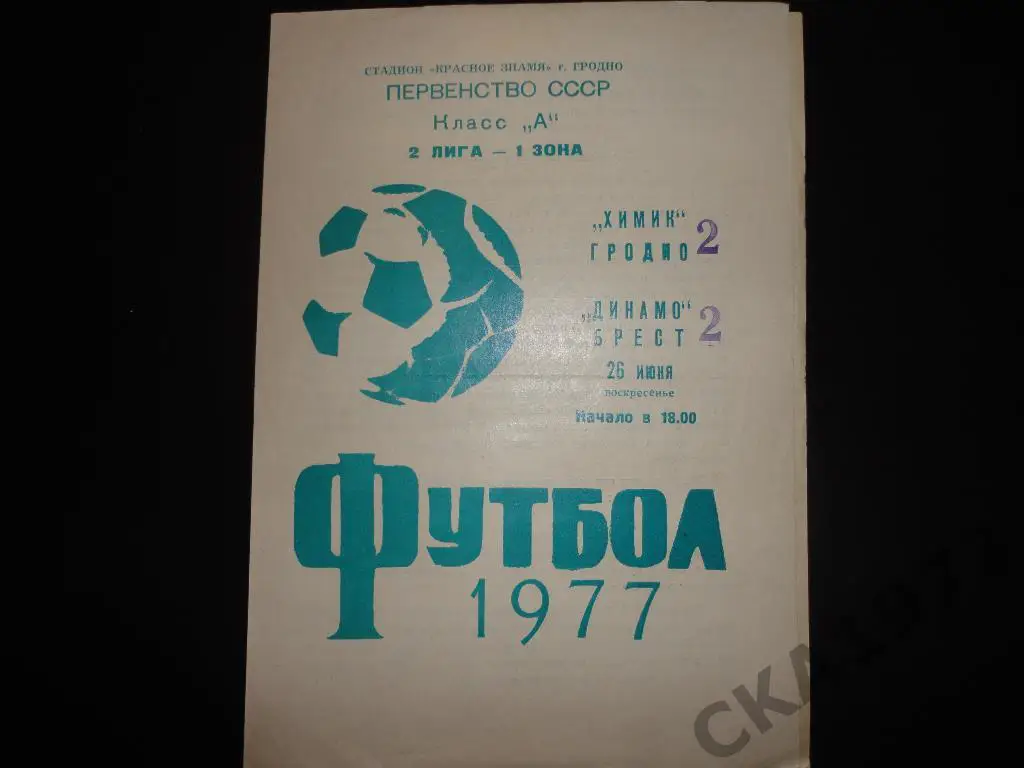 СТАДИОН «КРАСНОЕ ЗНАМЯ» г. ГРОДНО
ПЕРВЕНСТВО СССР
Класс „А“
2 ЛИГА — 1 ЗОНА
„ХИМИК“ 2
ГРОДНО
„ДИНАМО“ 2
БРЕСТ
26 ИЮНЯ
воскресенье
Начало в 18.00
ФУТБОЛ
1977
СКА1977